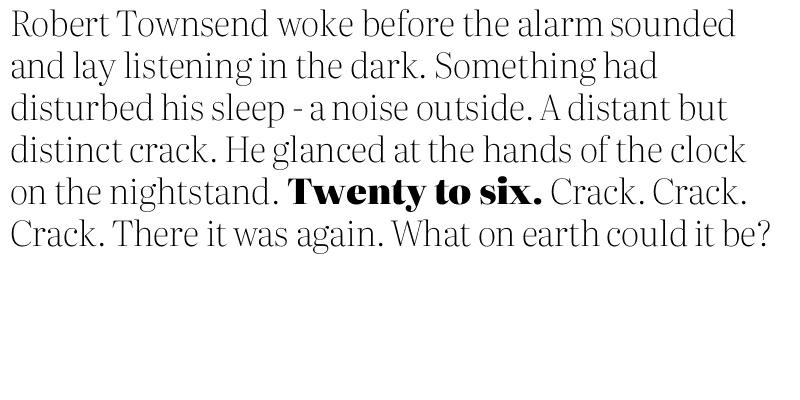 Robert Townsend woke before the alarm sounded
and lay listening in the dark. Something had
disturbed his sleep - a noise outside. A distant but
distinct crack. He glanced at the hands of the clock
on the nightstand. Twenty to six. Crack. Crack.
Crack. There it was again. What on earth could it be?